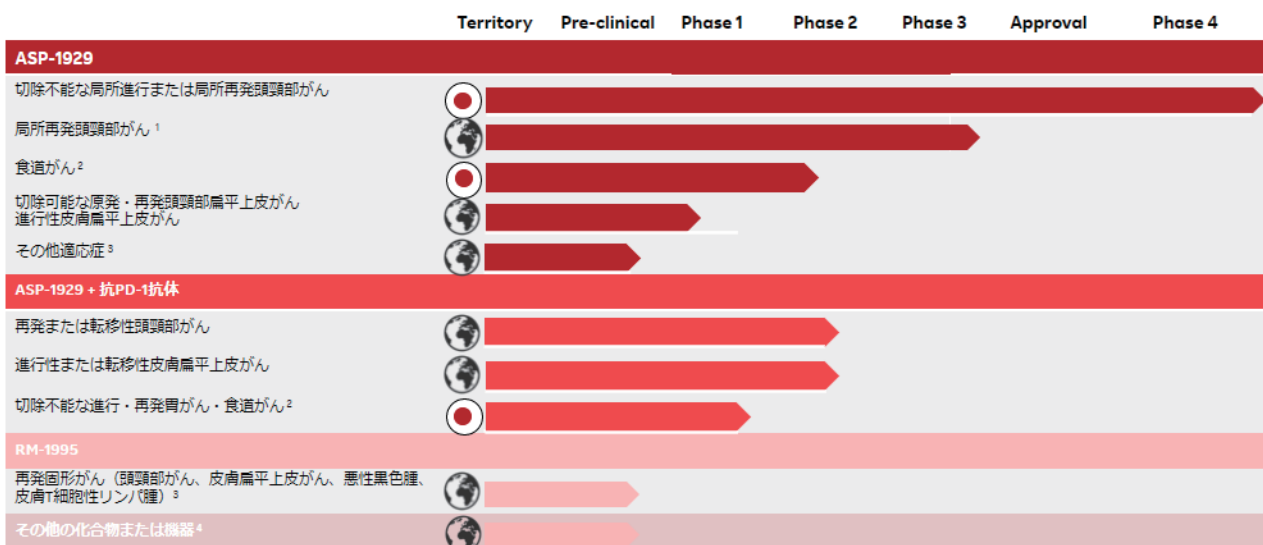 Territory Pre-clinical Phase 1 Phase 2 Phase 3 Approval Phase 4
ASP-1929
切除不能な局所進行または局所再発頭頸部がん
局所再発頭頸部がん 1
食道がん 2
切除可能な原発・再発頭頸部扁平上皮がん
進行性皮膚扁平上皮がん
その他適応症 3
ASP-1929 + 抗PD-1抗体
再発または転移性頭頸部がん
進行性または転移性皮膚扁平上皮がん
切除不能な進行・再発胃がん・食道がん 2
RM-1995
再発固形がん（頭頸部がん、皮膚扁平上皮がん、悪性黒色腫、
皮膚T細胞性リンパ腫） 3
その他の化合物または機器 4